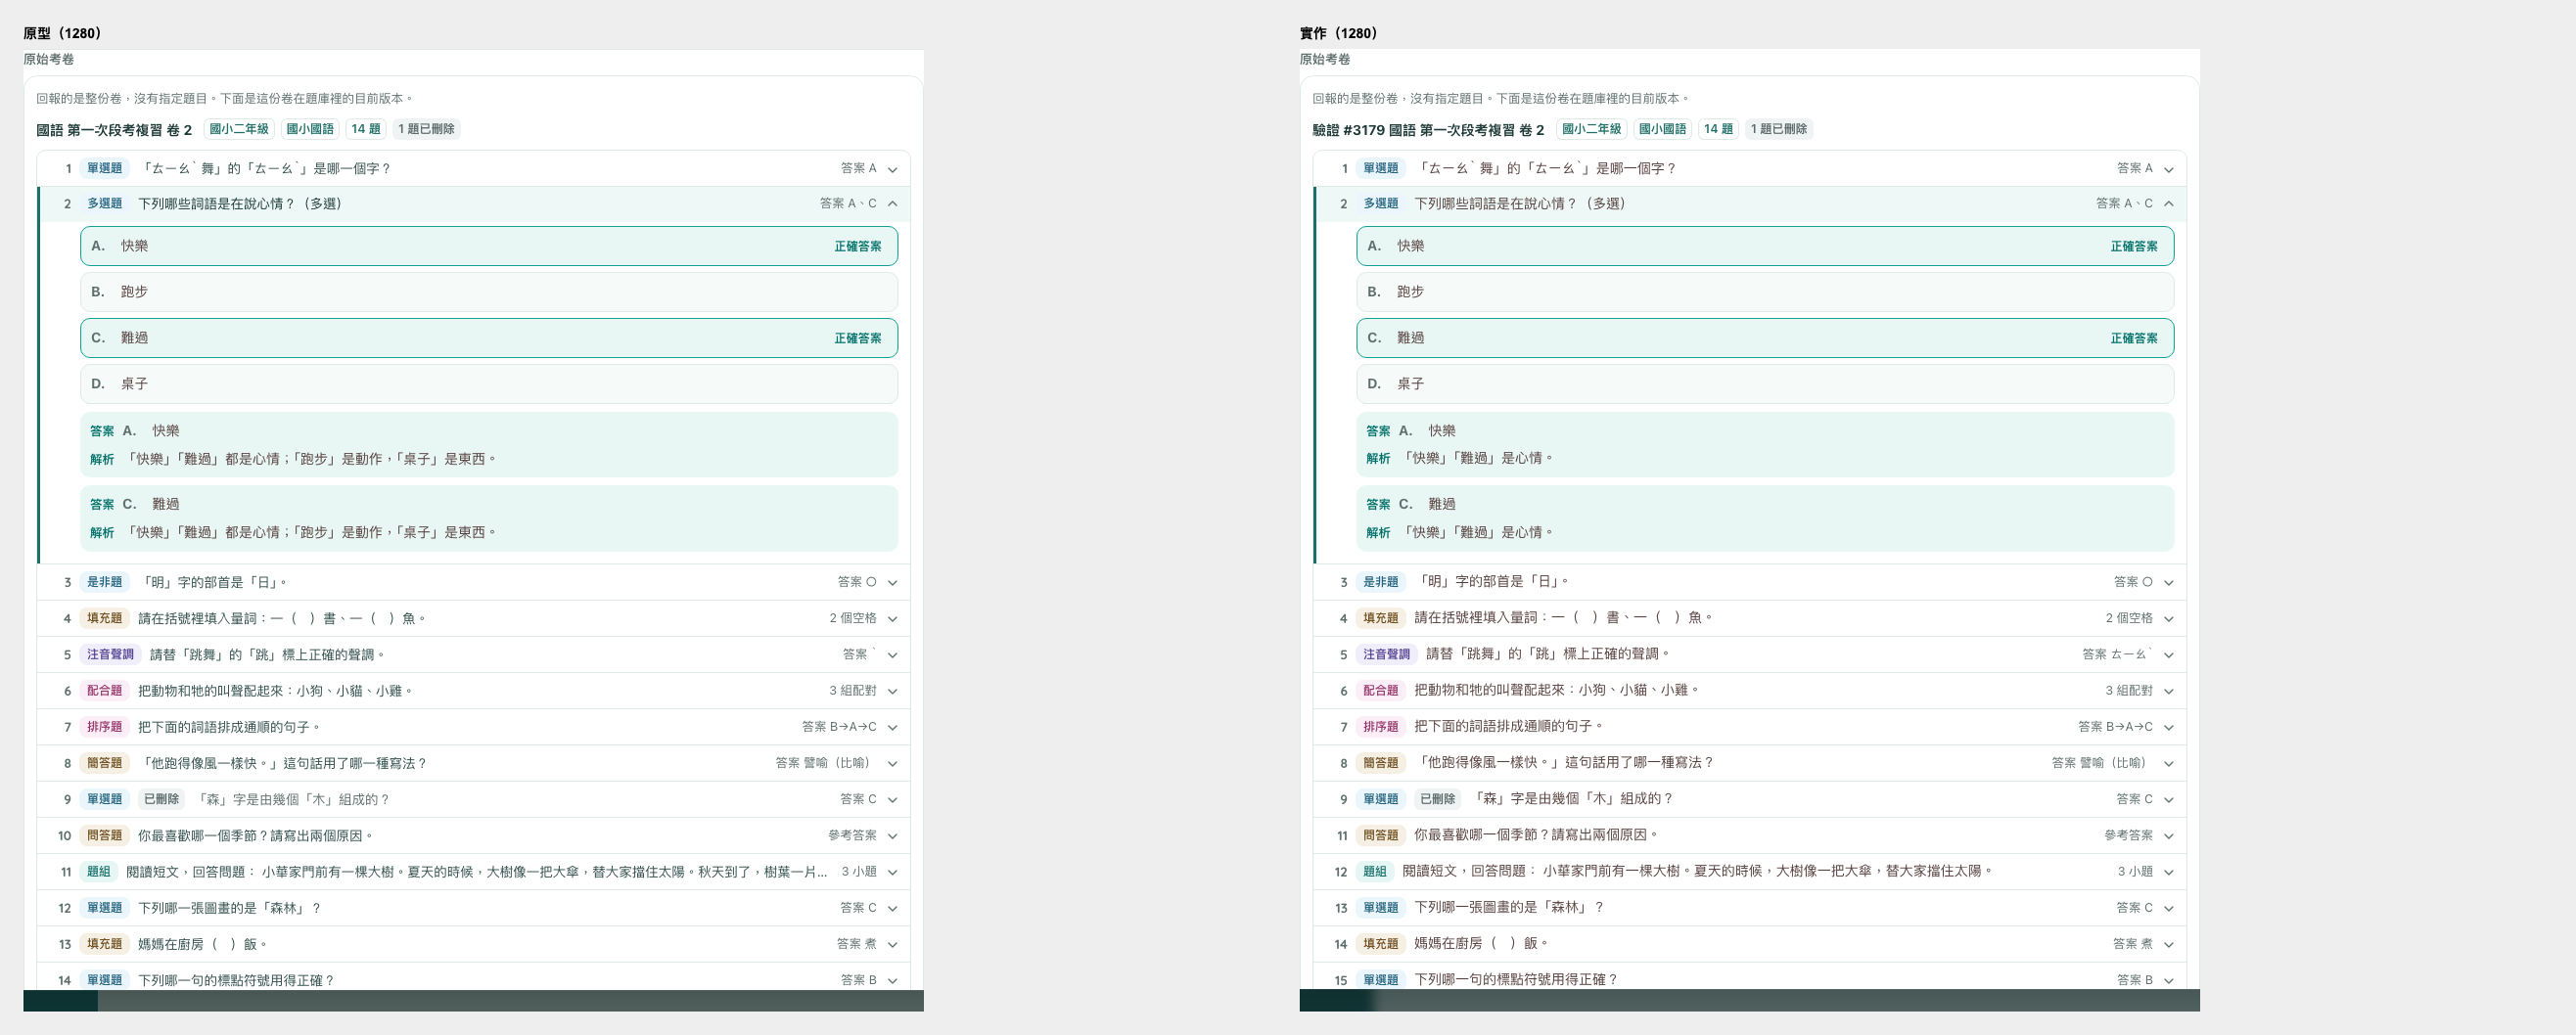 原型（1280）
原始考卷
回報的是整份卷，沒有指定題目。下面是這份卷在題庫裡的目前版本。
國語 第一次段考複習 卷 2 國小二年級 國小國語 14 題 1 題已刪除
1 單選題 「ㄊㄧㄠˋ 舞」的「ㄊㄧㄠˋ」是哪一個字？ 答案 A
2 多選題 下列哪些詞語是在說心情？（多選） 答案 A、C
A. 快樂 正確答案
B. 跑步
C. 難過 正確答案
D. 桌子
答案 A. 快樂
解析 「快樂」「難過」都是心情；「跑步」是動作，「桌子」是東西。
答案 C. 難過
解析 「快樂」「難過」都是心情；「跑步」是動作，「桌子」是東西。
3 是非題 「明」字的部首是「日」。 答案 ○
4 填充題 請在括號裡填入量詞：一（　）書、一（　）魚。 2 個空格
5 注音聲調 請替「跳舞」的「跳」標上正確的聲調。 答案 ˋ
6 配合題 把動物和牠的叫聲配起來：小狗、小貓、小雞。 3 組配對
7 排序題 把下面的詞語排成通順的句子。 答案 B→A→C
8 簡答題 「他跑得像風一樣快。」這句話用了哪一種寫法？ 答案 譬喻（比喻）
9 單選題 已刪除 「森」字是由幾個「木」組成的？ 答案 C
10 問答題 你最喜歡哪一個季節？請寫出兩個原因。 參考答案
11 題組 閱讀短文，回答問題： 小華家門前有一棵大樹。夏天的時候，大樹像一把大傘，替大家擋住太陽。秋天到了，樹葉一片... 3 小題
12 單選題 下列哪一張圖畫的是「森林」？ 答案 C
13 填充題 媽媽在廚房（　）飯。 答案 煮
14 單選題 下列哪一句的標點符號用得正確？ 答案 B
實作（1280）
原始考卷
回報的是整份卷，沒有指定題目。下面是這份卷在題庫裡的目前版本。
驗證 #3179 國語 第一次段考複習 卷 2 國小二年級 國小國語 14 題 1 題已刪除
1 單選題 「ㄊㄧㄠˋ 舞」的「ㄊㄧㄠˋ」是哪一個字？ 答案 A
2 多選題 下列哪些詞語是在說心情？（多選） 答案 A、C
A. 快樂 正確答案
B. 跑步
C. 難過 正確答案
D. 桌子
答案 A. 快樂
解析 「快樂」「難過」是心情。
答案 C. 難過
解析 「快樂」「難過」是心情。
3 是非題 「明」字的部首是「日」。 答案 ○
4 填充題 請在括號裡填入量詞：一（　）書、一（　）魚。 2 個空格
5 注音聲調 請替「跳舞」的「跳」標上正確的聲調。 答案 ㄊㄧㄠˋ
6 配合題 把動物和牠的叫聲配起來：小狗、小貓、小雞。 3 組配對
7 排序題 把下面的詞語排成通順的句子。 答案 B→A→C
8 簡答題 「他跑得像風一樣快。」這句話用了哪一種寫法？ 答案 譬喻（比喻）
9 單選題 已刪除 「森」字是由幾個「木」組成的？ 答案 C
11 問答題 你最喜歡哪一個季節？請寫出兩個原因。 參考答案
12 題組 閱讀短文，回答問題： 小華家門前有一棵大樹。夏天的時候，大樹像一把大傘，替大家擋住太陽。 3 小題
13 單選題 下列哪一張圖畫的是「森林」？ 答案 C
14 填充題 媽媽在廚房（　）飯。 答案 煮
15 單選題 下列哪一句的標點符號用得正確？ 答案 B